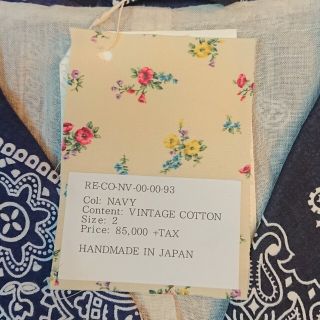 RE-CO-NV-00-00-93
Col: NAVY
Content: VINTAGE COTTON
Size: 2
Price: 85,000 +TAX
HANDMADE IN JAPAN